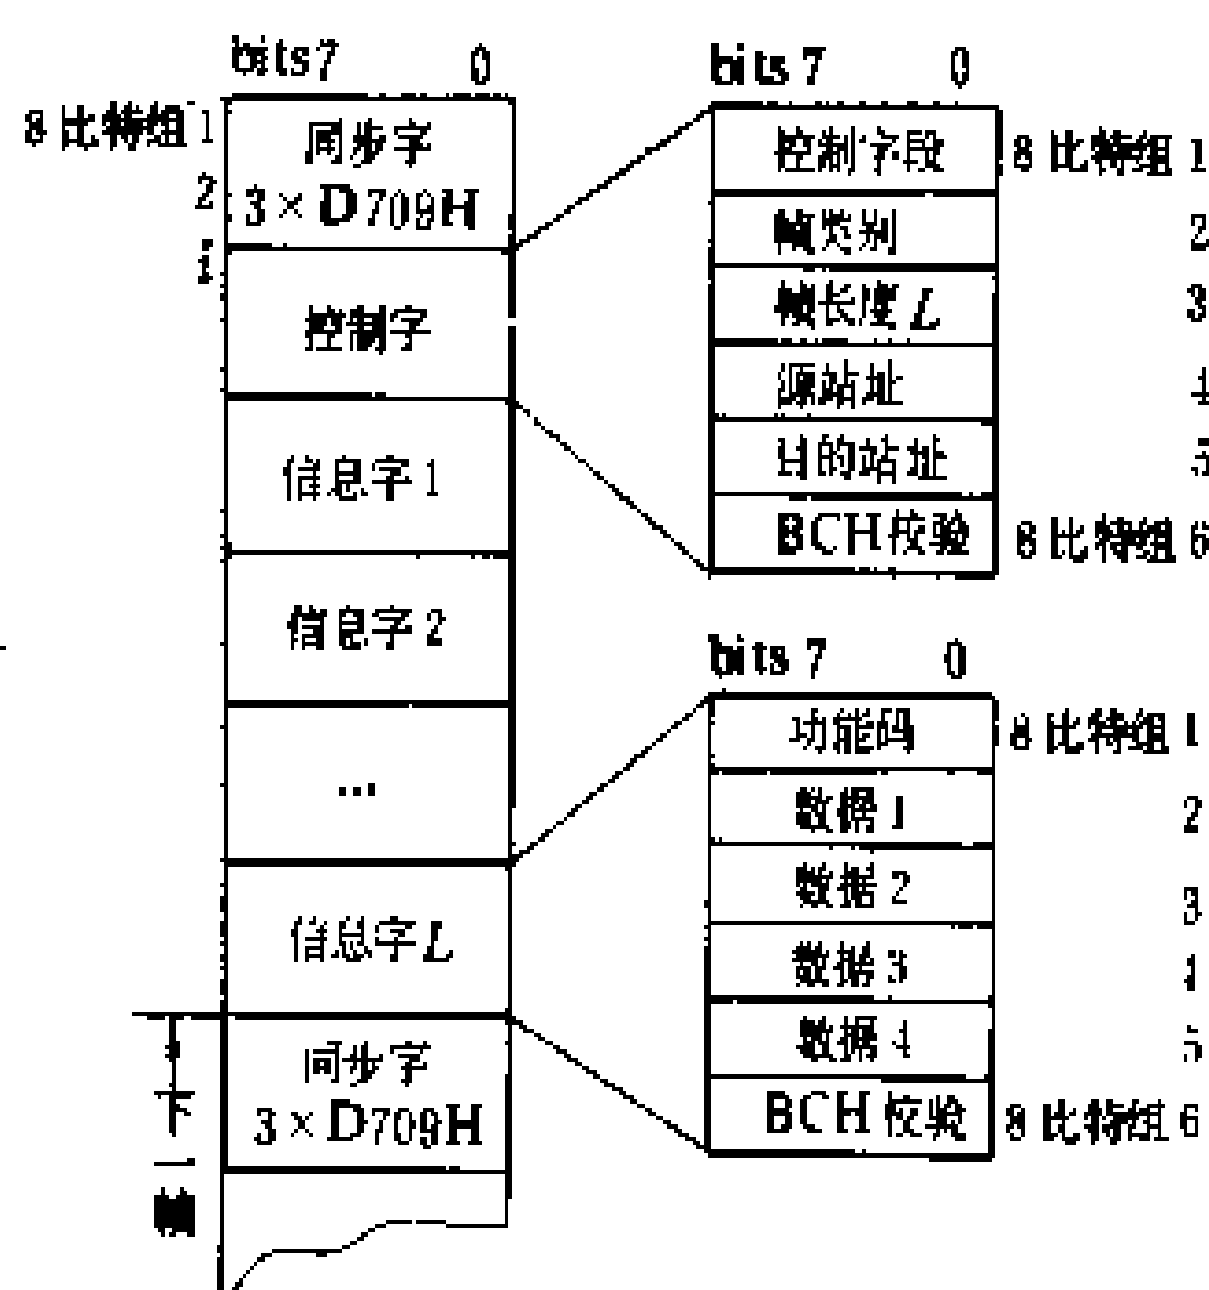 bits 7 0
8比特组 1
同步字
2
3×D709H
⋮
控制字
信息字 1
信息字 2
…
信息字 L
同步字
3×D709H
下一帧
bits 7 0
控制字段 8比特组 1
帧类别 2
帧长度 L 3
源站址 4
目的站址 5
BCH校验 8比特组 6
bits 7 0
功能码 8比特组 1
数据 1 2
数据 2 3
数据 3 4
数据 4 5
BCH校验 8比特组 6